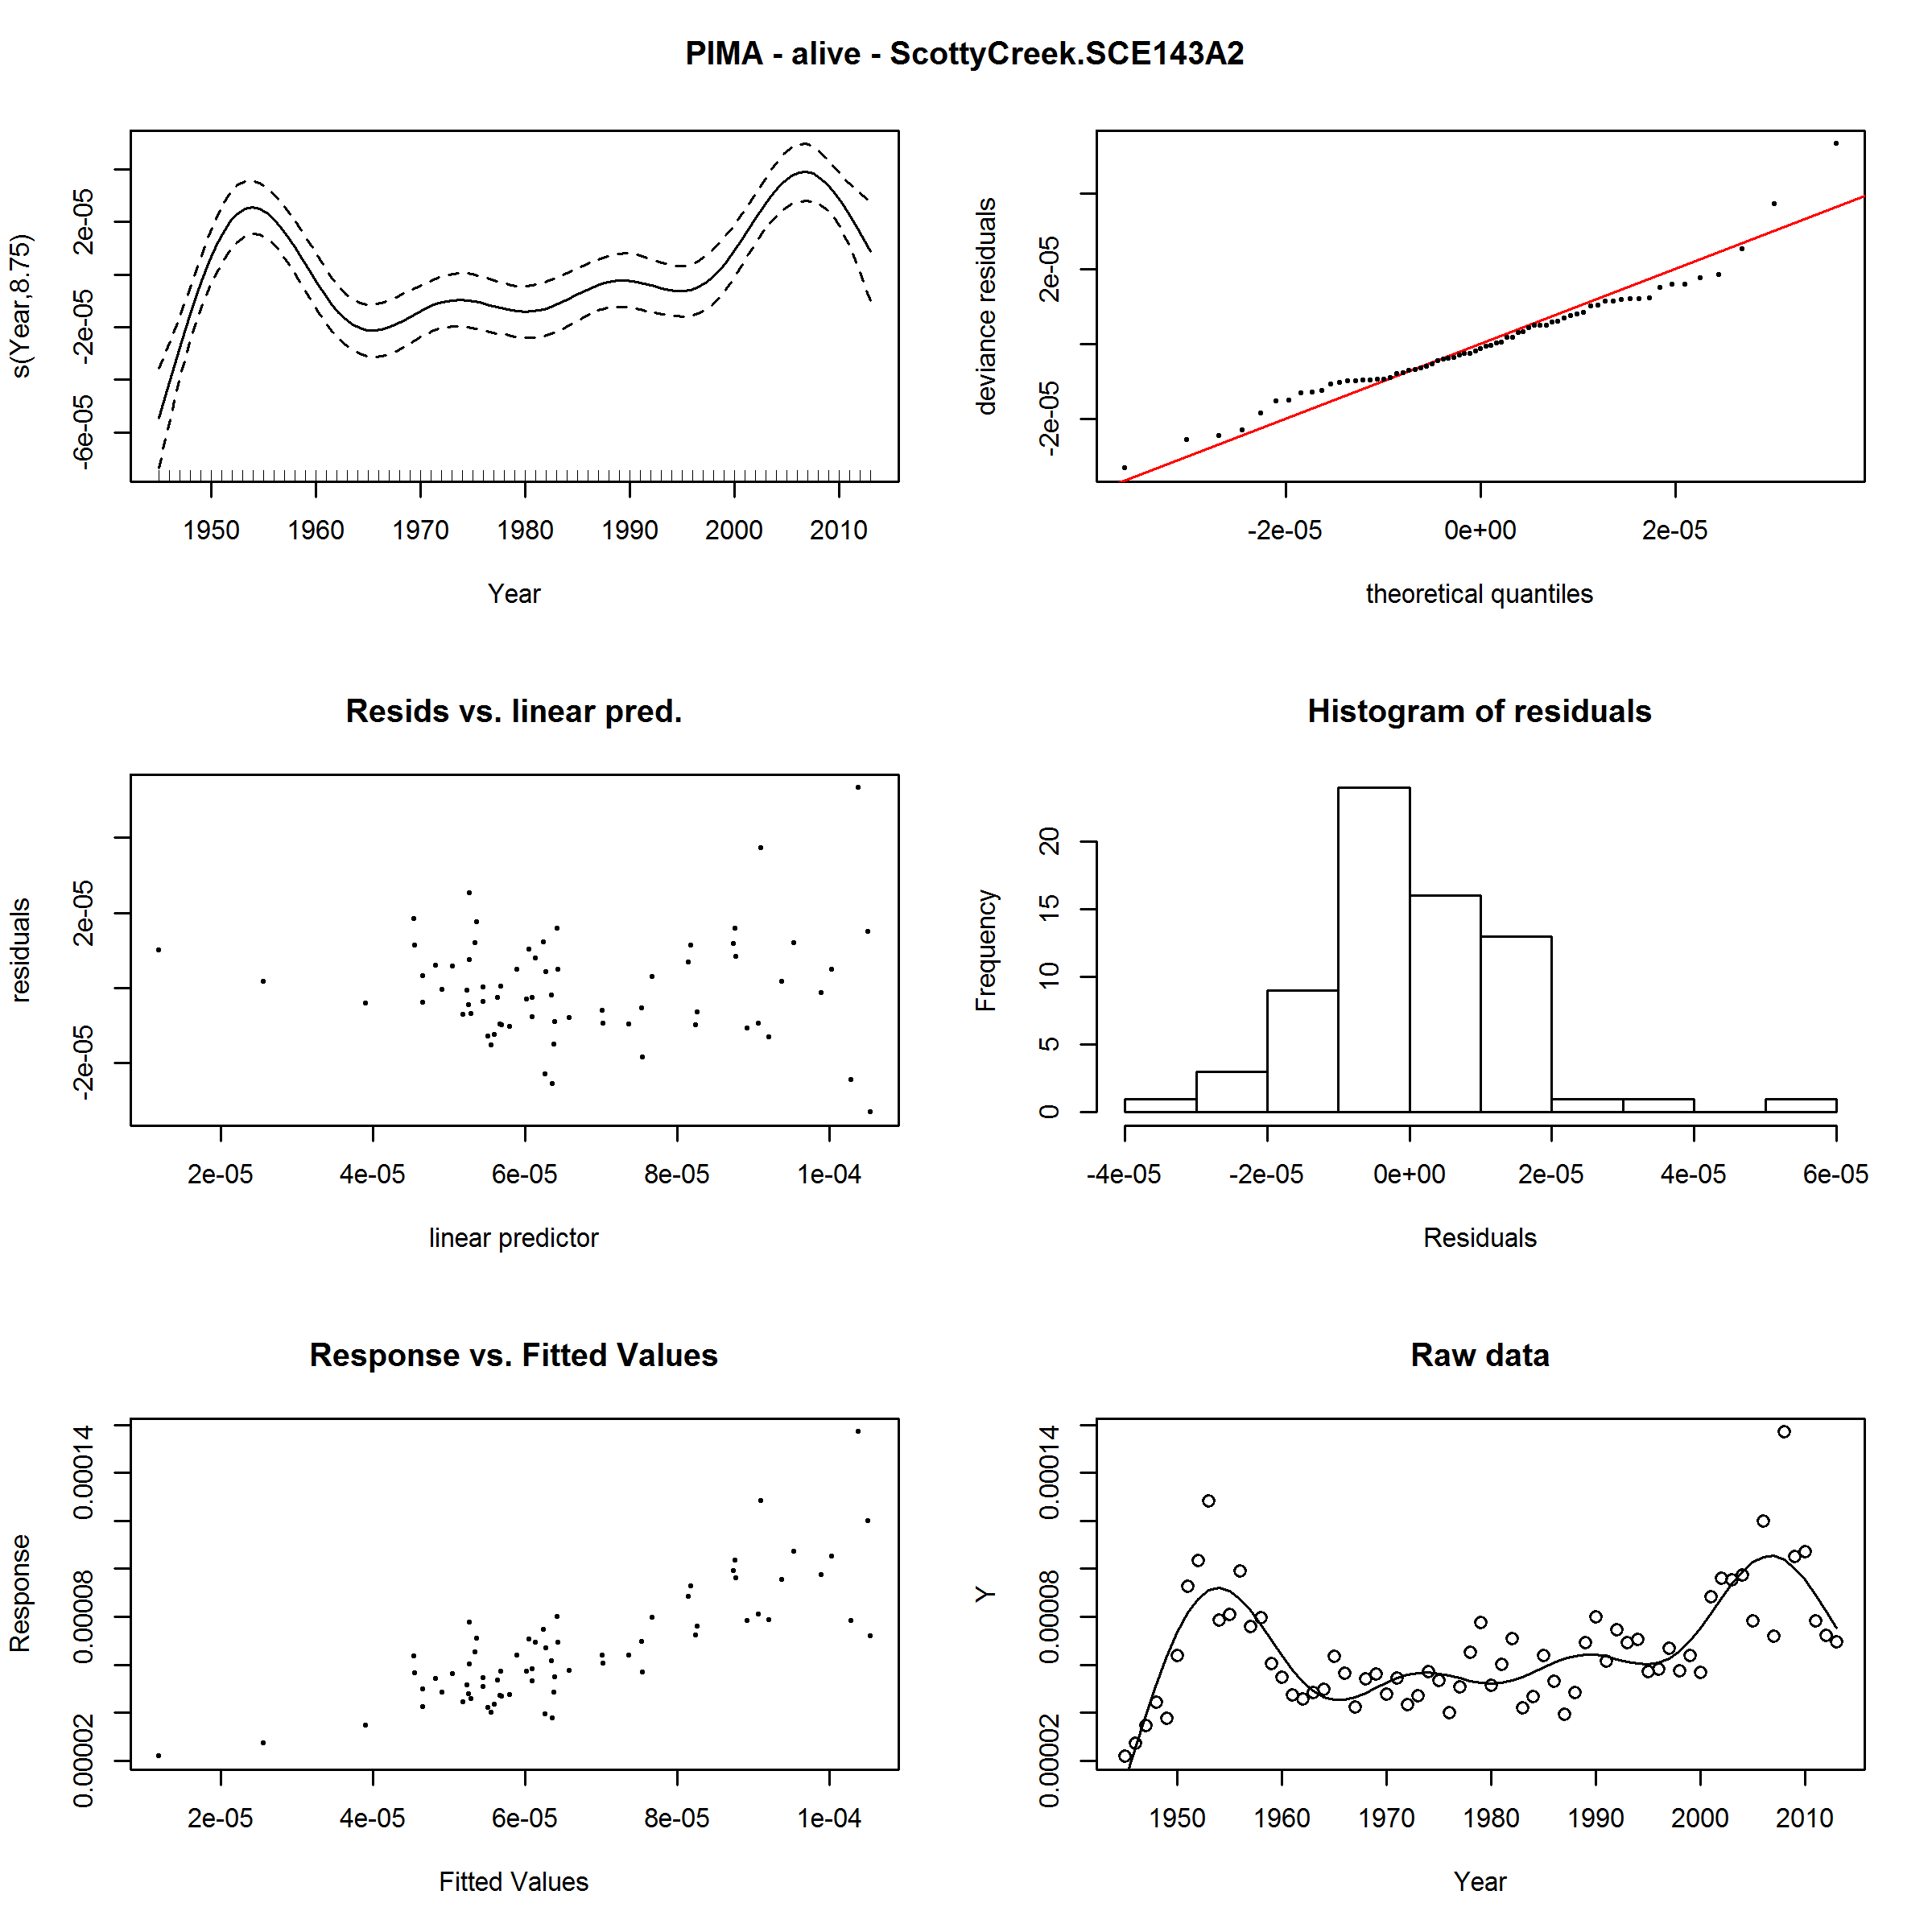 PIMA - alive - ScottyCreek.SCE143A2
s(Year,8.75)
-6e-05 -2e-05 2e-05
1950 1960 1970 1980 1990 2000 2010
Year
deviance residuals
-2e-05 2e-05
-2e-05 0e+00 2e-05
theoretical quantiles
Resids vs. linear pred.
residuals
-2e-05 2e-05
2e-05 4e-05 6e-05 8e-05 1e-04
linear predictor
Histogram of residuals
Frequency
0 5 10 15 20
-4e-05 -2e-05 0e+00 2e-05 4e-05 6e-05
Residuals
Response vs. Fitted Values
Response
0.00002 0.00008 0.00014
2e-05 4e-05 6e-05 8e-05 1e-04
Fitted Values
Raw data
Y
0.00002 0.00008 0.00014
1950 1960 1970 1980 1990 2000 2010
Year